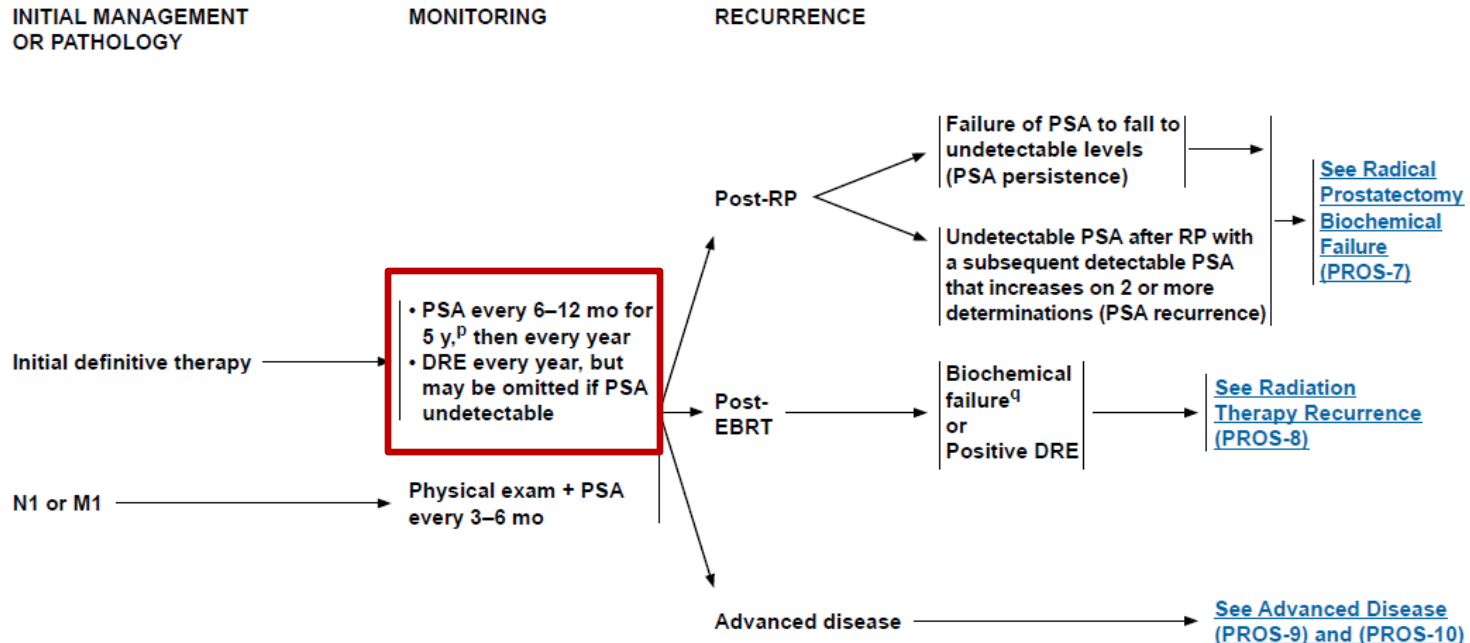 INITIAL MANAGEMENT
OR PATHOLOGY
MONITORING
RECURRENCE
Initial definitive therapy
• PSA every 6–12 mo for
5 y,p then every year
• DRE every year, but
may be omitted if PSA
undetectable
N1 or M1
Physical exam + PSA
every 3–6 mo
Post-RP
Failure of PSA to fall to
undetectable levels
(PSA persistence)
Undetectable PSA after RP with
a subsequent detectable PSA
that increases on 2 or more
determinations (PSA recurrence)
See Radical
Prostatectomy
Biochemical
Failure
(PROS-7)
Post-
EBRT
Biochemical
failureq
or
Positive DRE
See Radiation
Therapy Recurrence
(PROS-8)
Advanced disease
See Advanced Disease
(PROS-9) and (PROS-10)